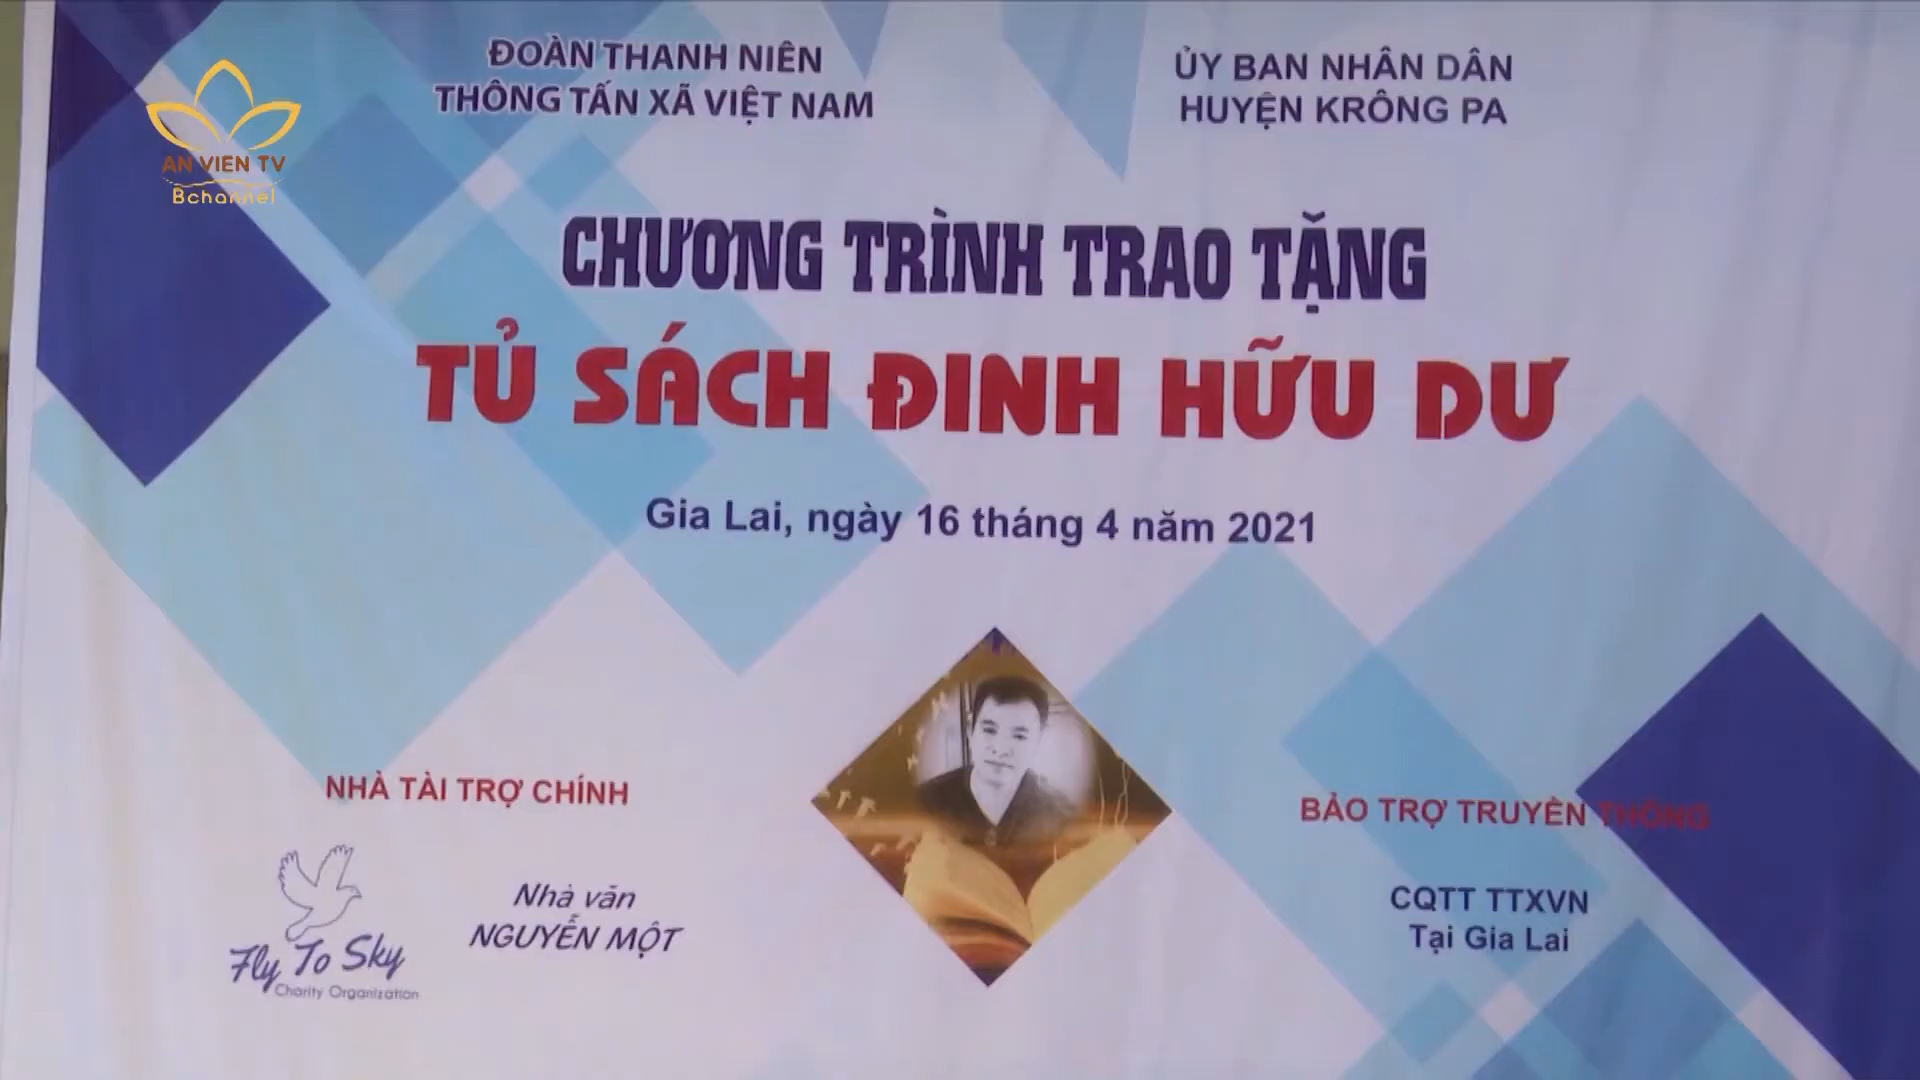 AN VIEN TV
Bchannel
ĐOÀN THANH NIÊN
THÔNG TẤN XÃ VIỆT NAM
ỦY BAN NHÂN DÂN
HUYỆN KRÔNG PA
CHƯƠNG TRÌNH TRAO TẶNG
TỦ SÁCH ĐINH HỮU DƯ
Gia Lai, ngày 16 tháng 4 năm 2021
NHÀ TÀI TRỢ CHÍNH
Fly To Sky
Charity Organization
Nhà văn
NGUYỄN MỘT
BẢO TRỢ TRUYỀN THÔNG
CQTT TTXVN
Tại Gia Lai